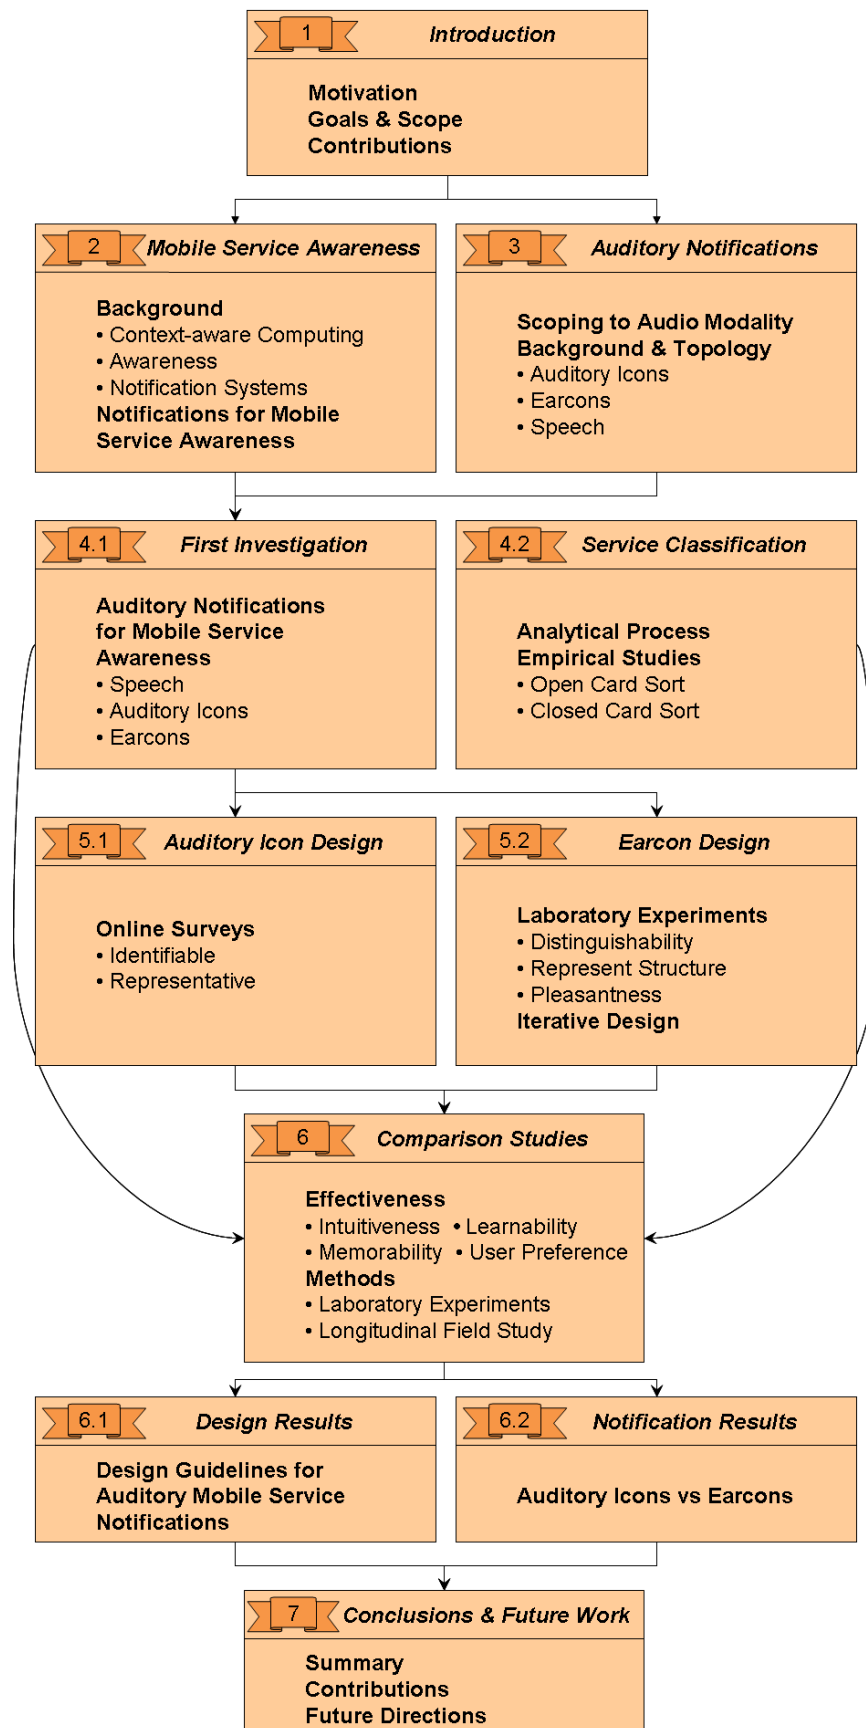 1 Introduction
Motivation
Goals & Scope
Contributions
2 Mobile Service Awareness
Background
• Context-aware Computing
• Awareness
• Notification Systems
Notifications for Mobile
Service Awareness
3 Auditory Notifications
Scoping to Audio Modality
Background & Topology
• Auditory Icons
• Earcons
• Speech
4.1 First Investigation
Auditory Notifications
for Mobile Service
Awareness
• Speech
• Auditory Icons
• Earcons
4.2 Service Classification
Analytical Process
Empirical Studies
• Open Card Sort
• Closed Card Sort
5.1 Auditory Icon Design
Online Surveys
• Identifiable
• Representative
5.2 Earcon Design
Laboratory Experiments
• Distinguishability
• Represent Structure
• Pleasantness
Iterative Design
6 Comparison Studies
Effectiveness
• Intuitiveness • Learnability
• Memorability • User Preference
Methods
• Laboratory Experiments
• Longitudinal Field Study
6.1 Design Results
Design Guidelines for
Auditory Mobile Service
Notifications
6.2 Notification Results
Auditory Icons vs Earcons
7 Conclusions & Future Work
Summary
Contributions
Future Directions